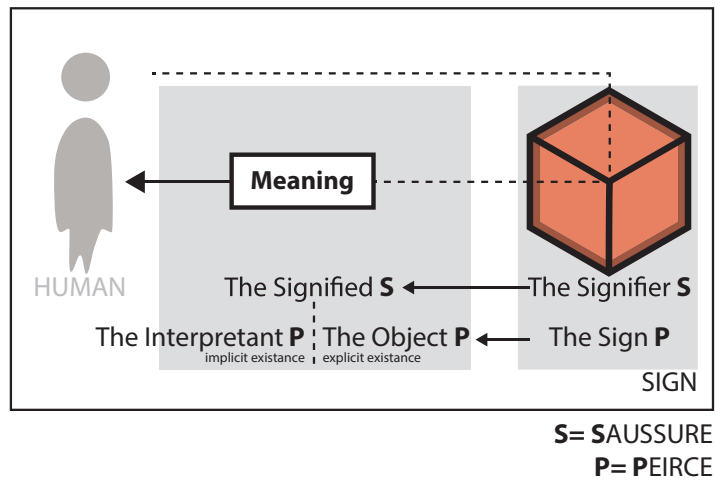 Meaning
HUMAN
The Signified S
The Signifier S
The Interpretant P
The Object P
The Sign P
implicit existance
explicit existance
SIGN
S= SAUSSURE
P= PEIRCE